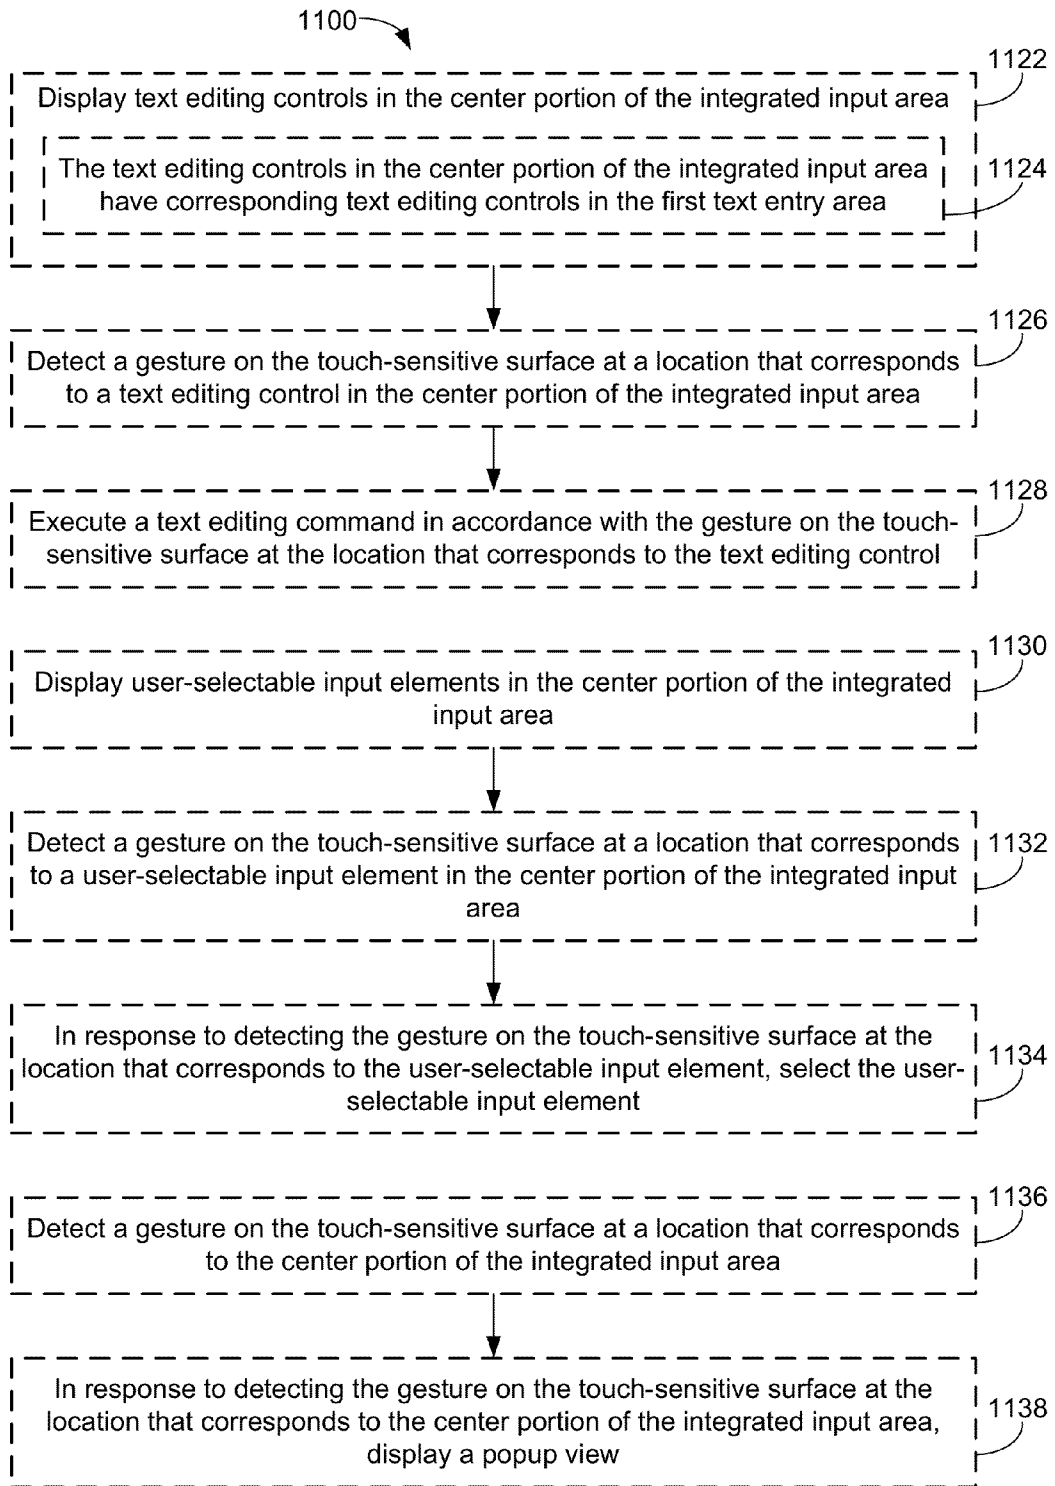 1100
1122
Display text editing controls in the center portion of the integrated input area
The text editing controls in the center portion of the integrated input area
have corresponding text editing controls in the first text entry area
1124
1126
Detect a gesture on the touch-sensitive surface at a location that corresponds
to a text editing control in the center portion of the integrated input area
1128
Execute a text editing command in accordance with the gesture on the touch-
sensitive surface at the location that corresponds to the text editing control
1130
Display user-selectable input elements in the center portion of the integrated
input area
Detect a gesture on the touch-sensitive surface at a location that corresponds
to a user-selectable input element in the center portion of the integrated input
area
1132
In response to detecting the gesture on the touch-sensitive surface at the
location that corresponds to the user-selectable input element, select the user-
selectable input element
1134
1136
Detect a gesture on the touch-sensitive surface at a location that corresponds
to the center portion of the integrated input area
In response to detecting the gesture on the touch-sensitive surface at the
location that corresponds to the center portion of the integrated input area,
display a popup view
1138